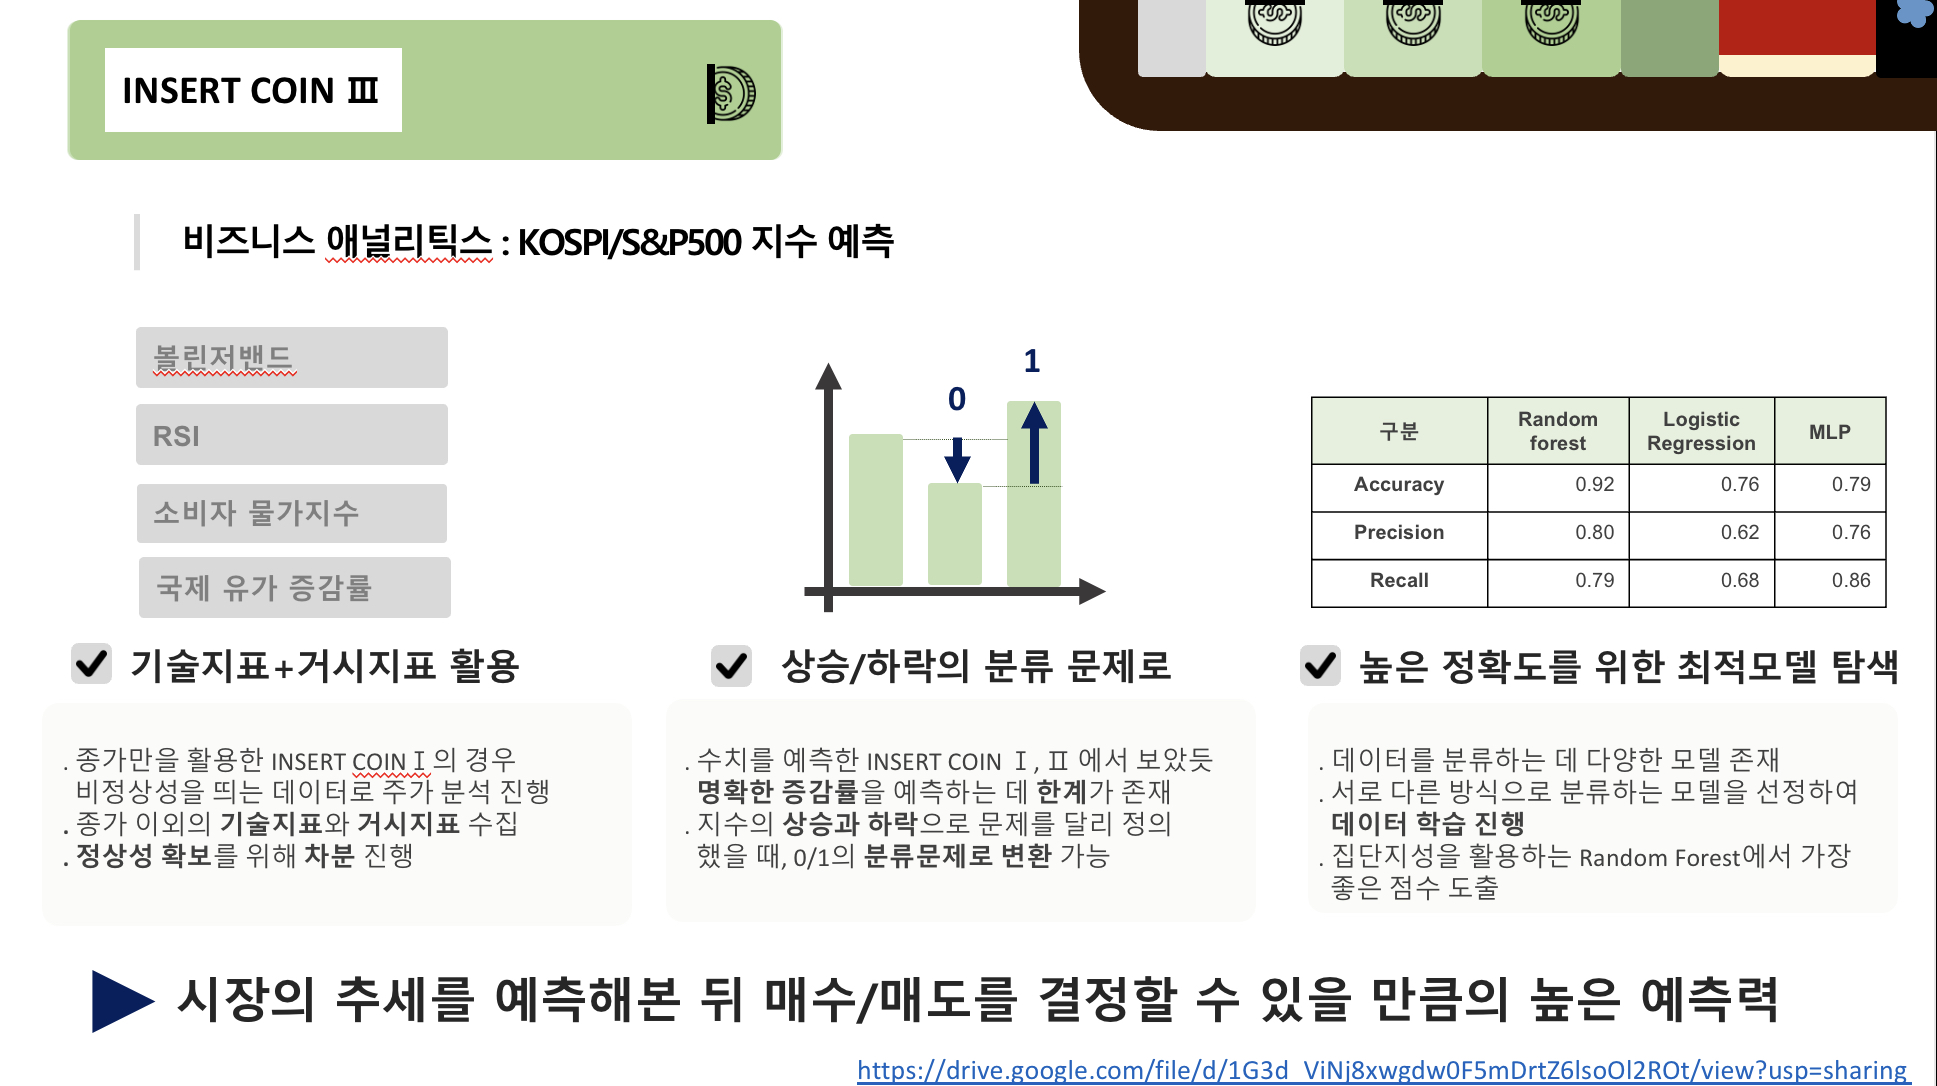 INSERT COIN Ⅲ
비즈니스 애널리틱스 : KOSPI/S&P500 지수 예측
볼린저밴드
RSI
소비자 물가지수
국제 유가 증감률
0
1
구분 Random forest Logistic Regression MLP
Accuracy 0.92 0.76 0.79
Precision 0.80 0.62 0.76
Recall 0.79 0.68 0.86
기술지표+거시지표 활용
. 종가만을 활용한 INSERT COIN Ⅰ 의 경우
비정상성을 띄는 데이터로 주가 분석 진행
. 종가 이외의 기술지표와 거시지표 수집
. 정상성 확보를 위해 차분 진행
상승/하락의 분류 문제로
. 수치를 예측한 INSERT COIN Ⅰ, Ⅱ 에서 보았듯
명확한 증감률을 예측하는 데 한계가 존재
. 지수의 상승과 하락으로 문제를 달리 정의
했을 때, 0/1의 분류문제로 변환 가능
높은 정확도를 위한 최적모델 탐색
. 데이터를 분류하는 데 다양한 모델 존재
. 서로 다른 방식으로 분류하는 모델을 선정하여
데이터 학습 진행
. 집단지성을 활용하는 Random Forest에서 가장
좋은 점수 도출
시장의 추세를 예측해본 뒤 매수/매도를 결정할 수 있을 만큼의 높은 예측력
https://drive.google.com/file/d/1G3d_ViNj8xwgdw0F5mDrtZ6lsoOl2ROt/view?usp=sharing